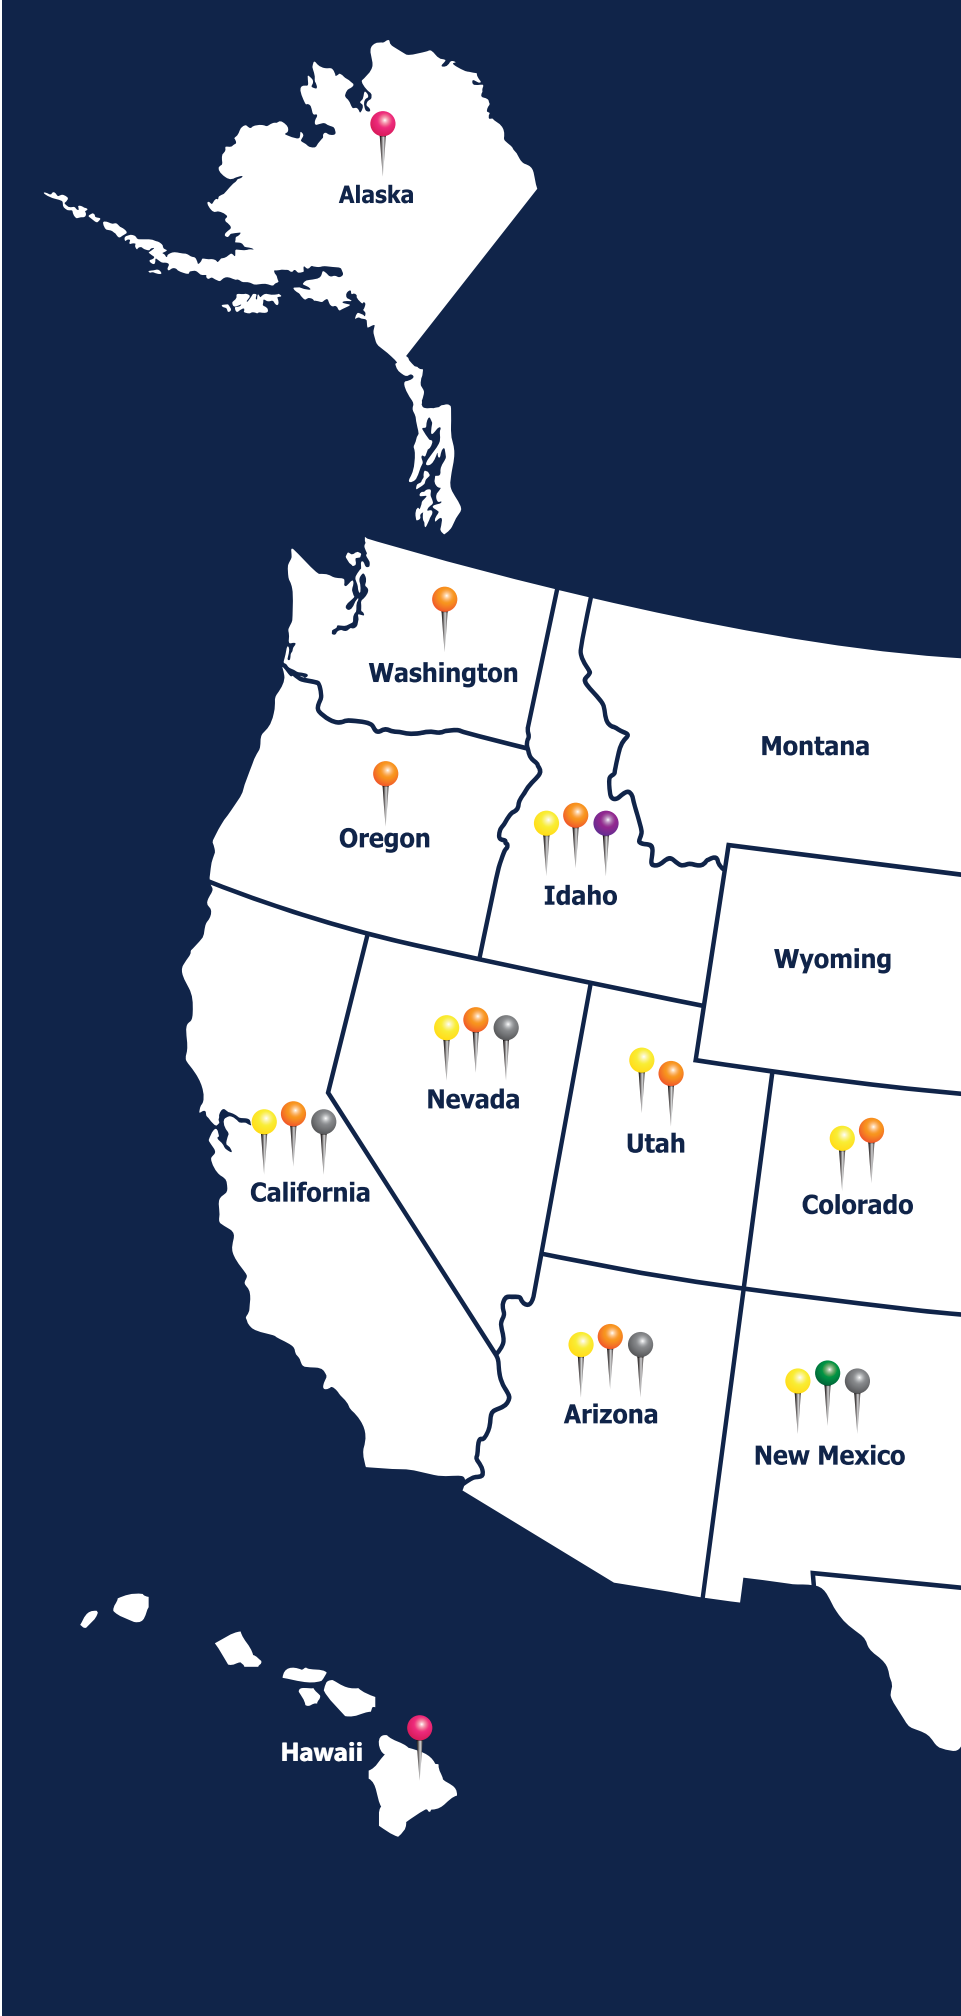 Alaska
Washington
Montana
Oregon
Idaho
Wyoming
Nevada
Utah
California
Colorado
Arizona
New Mexico
Hawaii